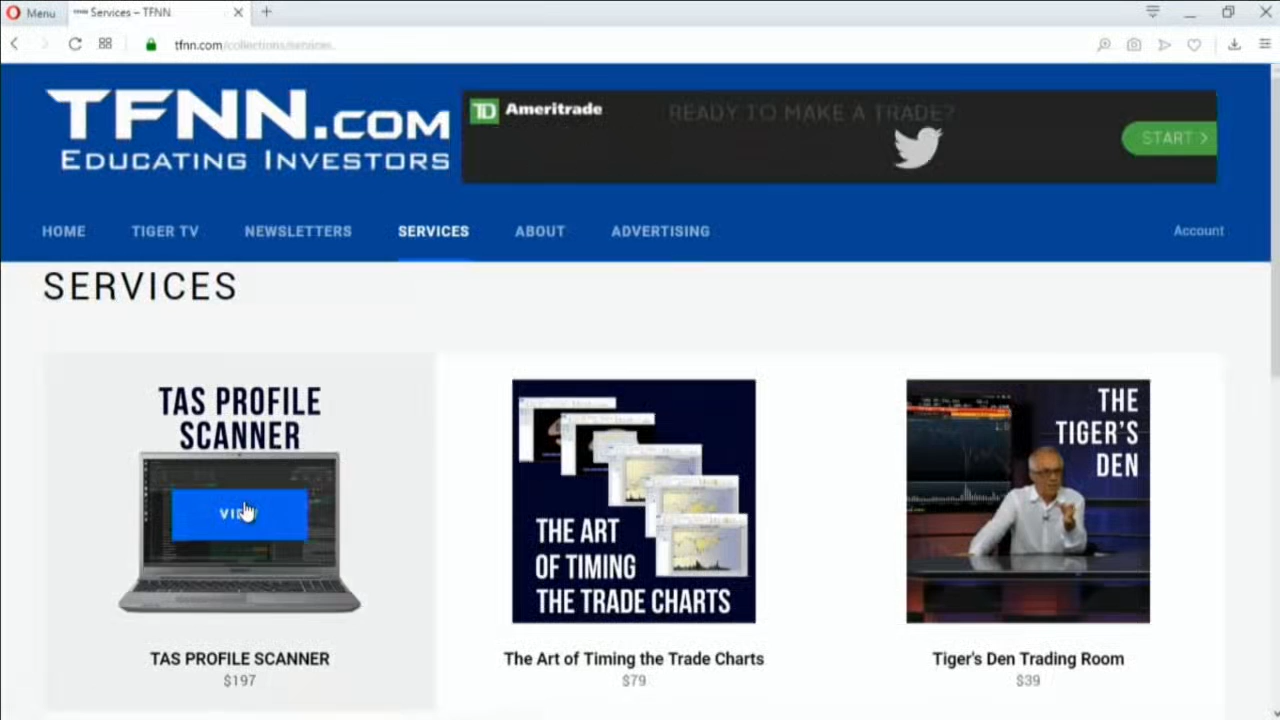 Menu
Services – TFNN
tfnn.com/collections/services
TFNN.COM
EDUCATING INVESTORS
TD Ameritrade
READY TO MAKE A TRADE?
START >
HOME
TIGER TV
NEWSLETTERS
SERVICES
ABOUT
ADVERTISING
Account
SERVICES
TAS PROFILE
SCANNER
THE ART
OF TIMING
THE TRADE CHARTS
THE
TIGER'S
DEN
TAS PROFILE SCANNER
$197
The Art of Timing the Trade Charts
$79
Tiger's Den Trading Room
$39